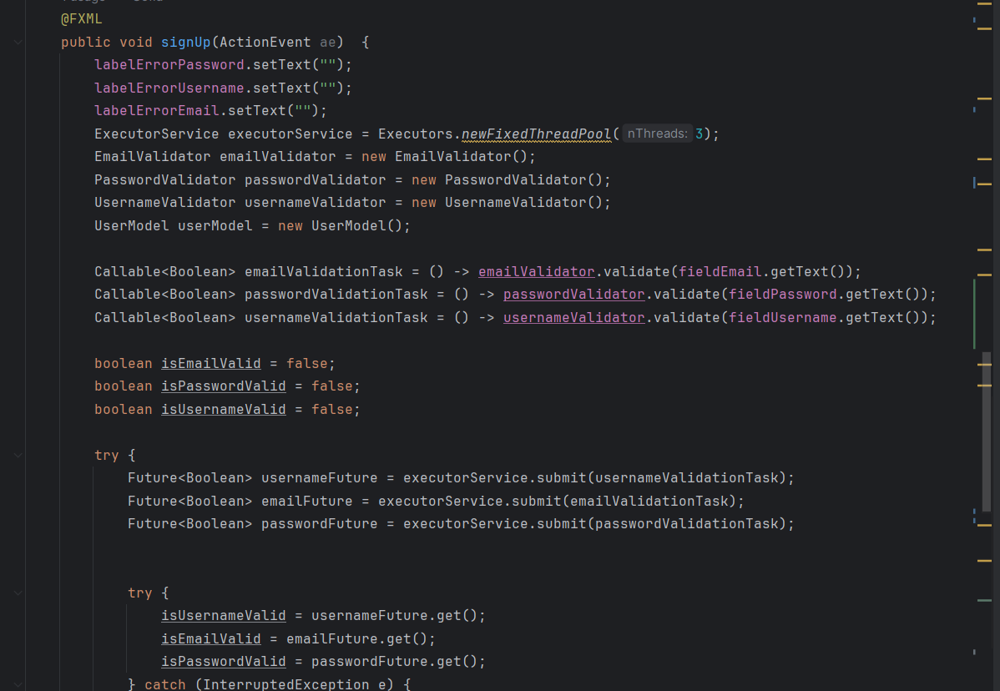 @FXML
public void signUp(ActionEvent ae)  {
    labelErrorPassword.setText("");
    labelErrorUsername.setText("");
    labelErrorEmail.setText("");
    ExecutorService executorService = Executors.newFixedThreadPool( nThreads: 3);
    EmailValidator emailValidator = new EmailValidator();
    PasswordValidator passwordValidator = new PasswordValidator();
    UsernameValidator usernameValidator = new UsernameValidator();
    UserModel userModel = new UserModel();

    Callable<Boolean> emailValidationTask = () -> emailValidator.validate(fieldEmail.getText());
    Callable<Boolean> passwordValidationTask = () -> passwordValidator.validate(fieldPassword.getText());
    Callable<Boolean> usernameValidationTask = () -> usernameValidator.validate(fieldUsername.getText());

    boolean isEmailValid = false;
    boolean isPasswordValid = false;
    boolean isUsernameValid = false;

    try {
        Future<Boolean> usernameFuture = executorService.submit(usernameValidationTask);
        Future<Boolean> emailFuture = executorService.submit(emailValidationTask);
        Future<Boolean> passwordFuture = executorService.submit(passwordValidationTask);

        try {
            isUsernameValid = usernameFuture.get();
            isEmailValid = emailFuture.get();
            isPasswordValid = passwordFuture.get();
        } catch (InterruptedException e) {